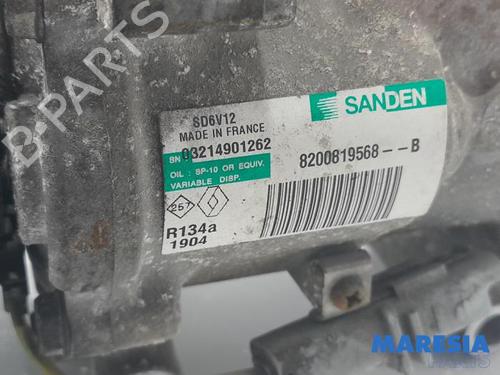 B-PARTS
SD6V12
MADE IN FRANCE
SN 03214901262
OIL : SP-10 OR EQUIV.
VARIABLE DISP.
257
R134a
1904
SANDEN
8200819568--B
MARESIA
PARTS